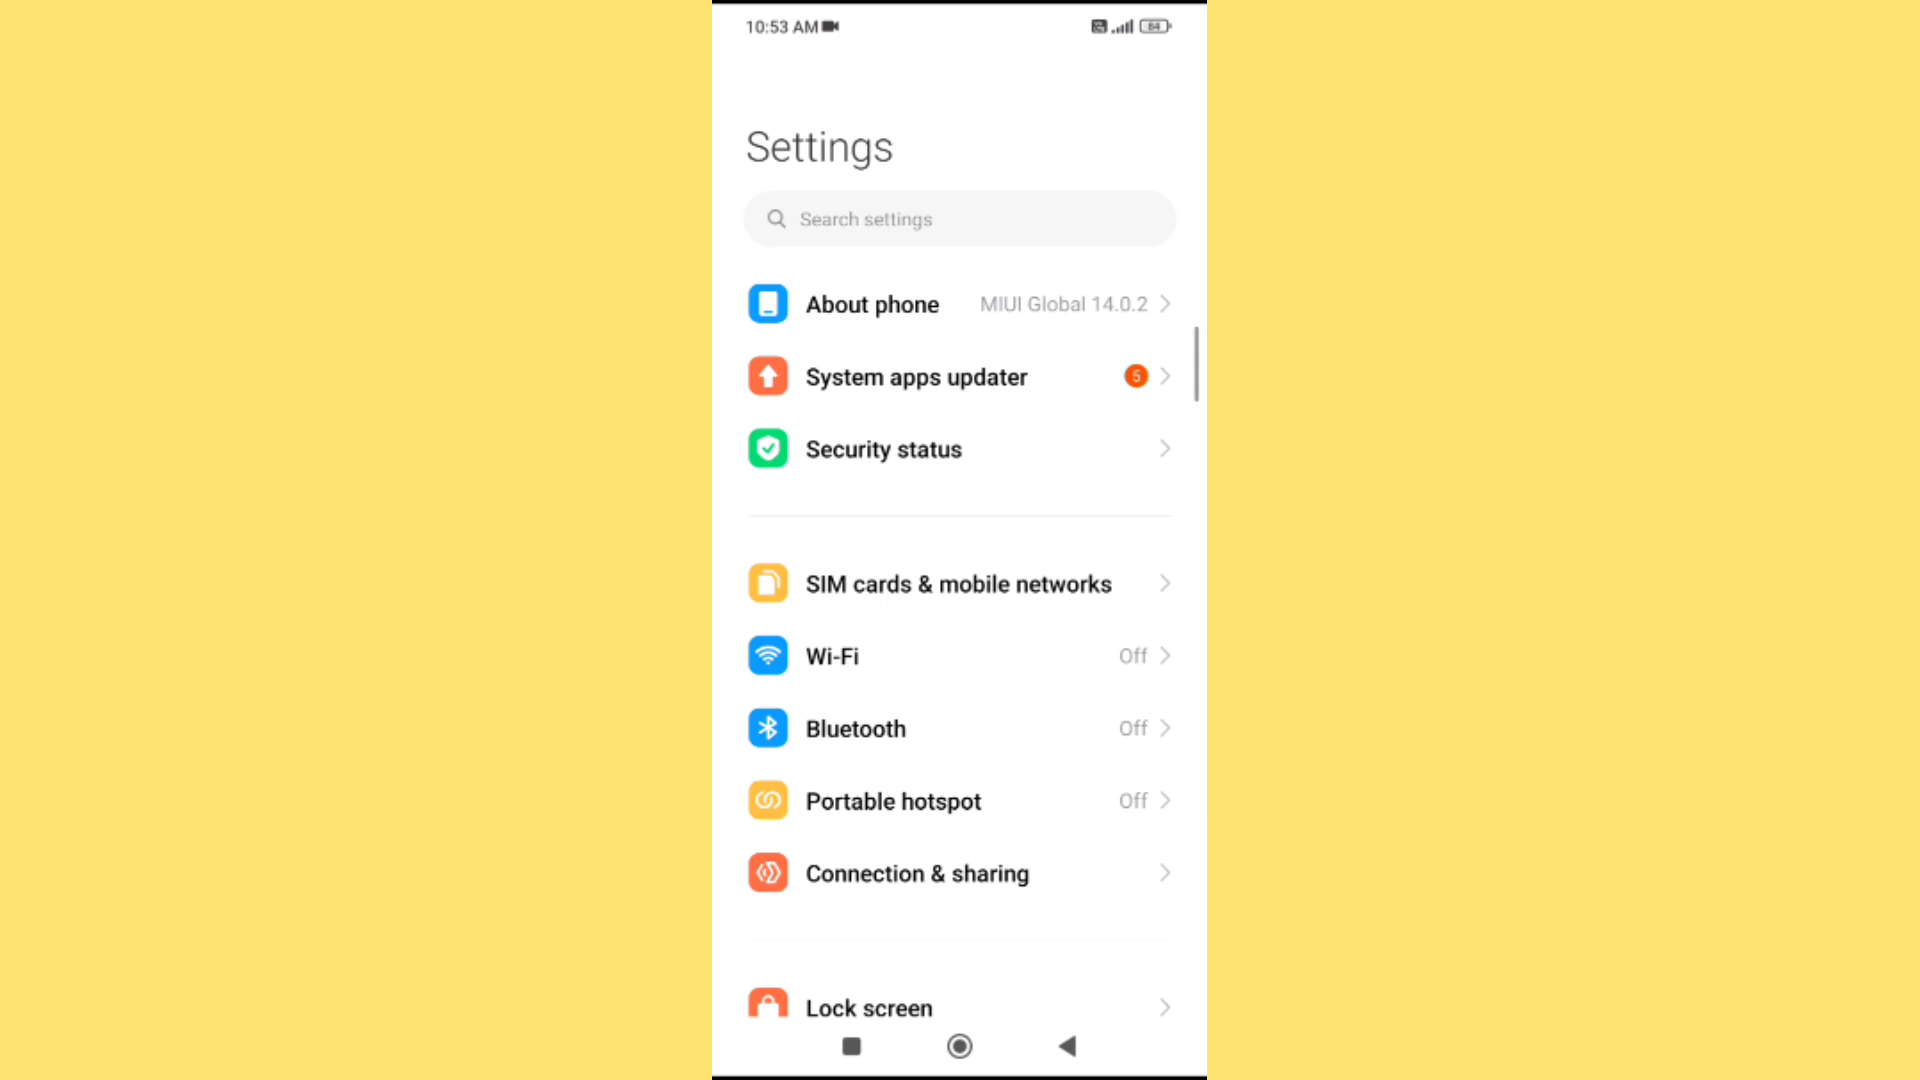 10:53 AM
84
Settings
Search settings
About phone
MIUI Global 14.0.2
System apps updater
5
Security status
SIM cards & mobile networks
Wi-Fi
Off
Bluetooth
Off
Portable hotspot
Off
Connection & sharing
Lock screen